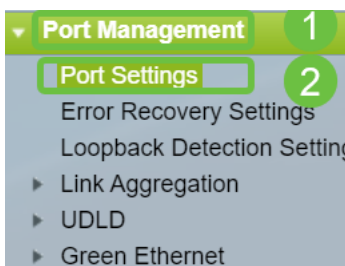 Port Management 1
Port Settings 2
Error Recovery Settings
Loopback Detection Setting
Link Aggregation
UDLD
Green Ethernet